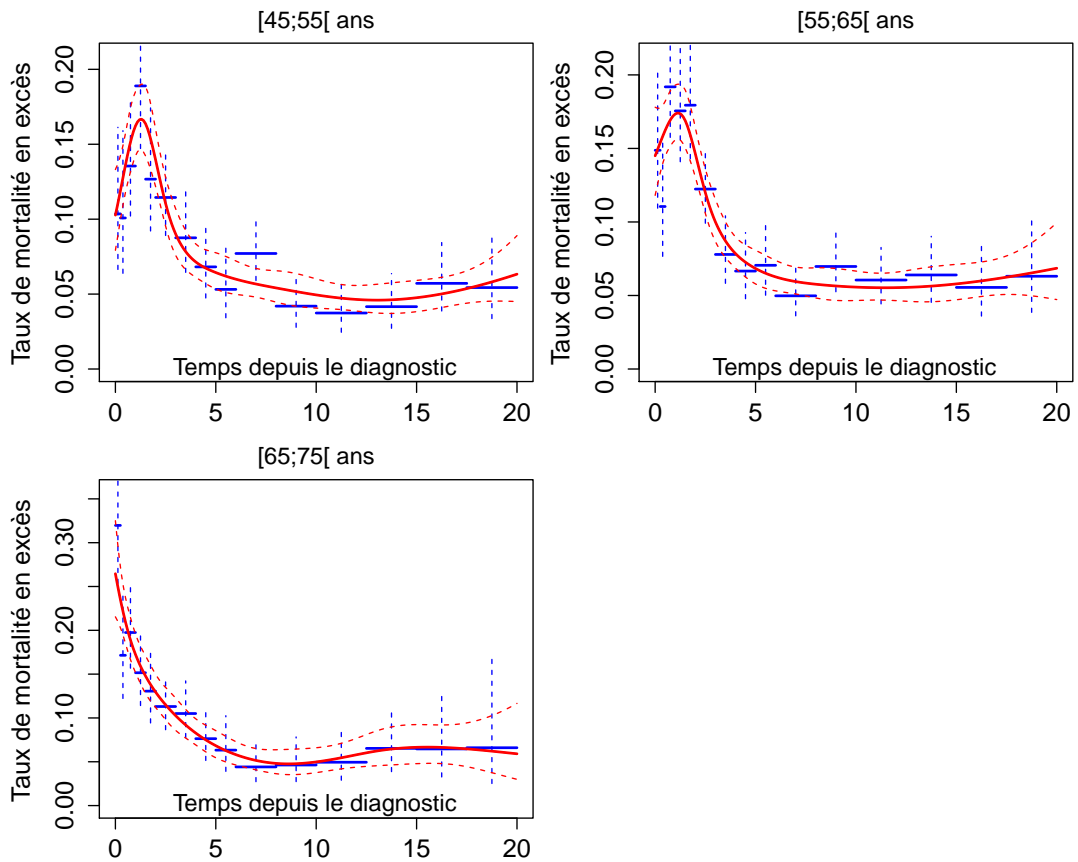 [45;55[ ans
Taux de mortalité en excès
0.00 0.05 0.10 0.15 0.20
Temps depuis le diagnostic
0 5 10 15 20
[55;65[ ans
Taux de mortalité en excès
0.00 0.05 0.10 0.15 0.20
Temps depuis le diagnostic
0 5 10 15 20
[65;75[ ans
Taux de mortalité en excès
0.00 0.10 0.20 0.30
Temps depuis le diagnostic
0 5 10 15 20